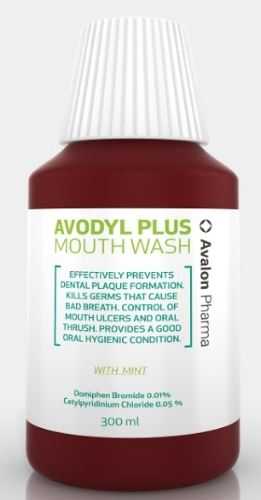 AVODYL PLUS
MOUTH WASH
Avalon Pharma
EFFECTIVELY PREVENTS
DENTAL PLAQUE FORMATION.
KILLS GERMS THAT CAUSE
BAD BREATH. CONTROL OF
MOUTH ULCERS AND ORAL
THRUSH. PROVIDES A GOOD
ORAL HYGIENIC CONDITION.
WITH MINT
Domiphen Bromide 0.01%
Cetylpyridinium Chloride 0.05 %
300 ml